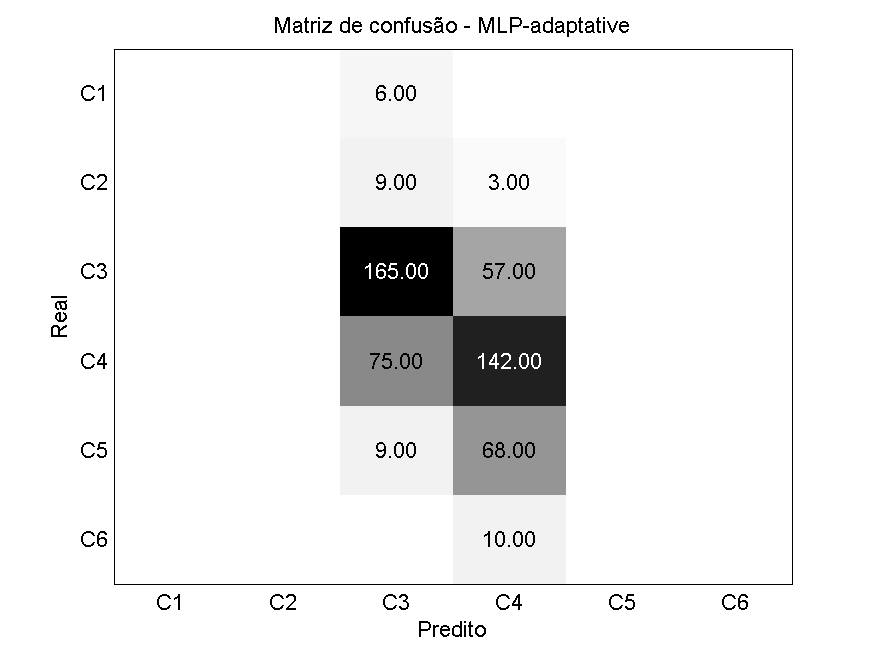 Matriz de confusão - MLP-adaptative
C1 6.00
C2 9.00 3.00
C3 165.00 57.00
Real
C4 75.00 142.00
C5 9.00 68.00
C6 10.00
C1 C2 C3 C4 C5 C6
Predito